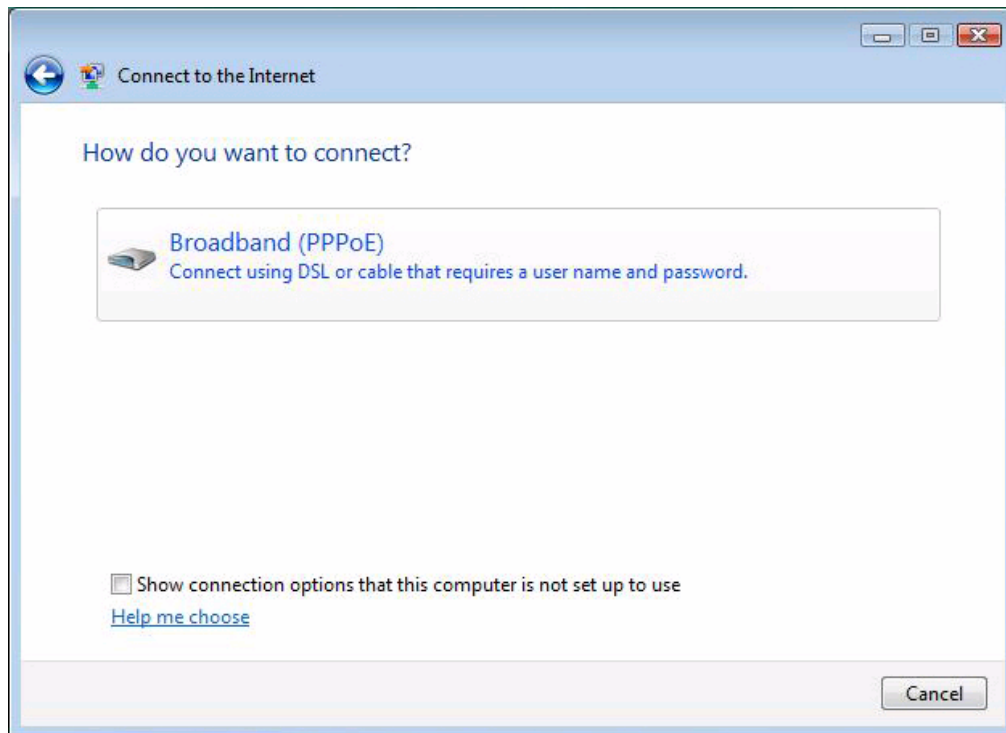 Connect to the Internet
How do you want to connect?
Broadband (PPPoE)
Connect using DSL or cable that requires a user name and password.
Show connection options that this computer is not set up to use
Help me choose
Cancel